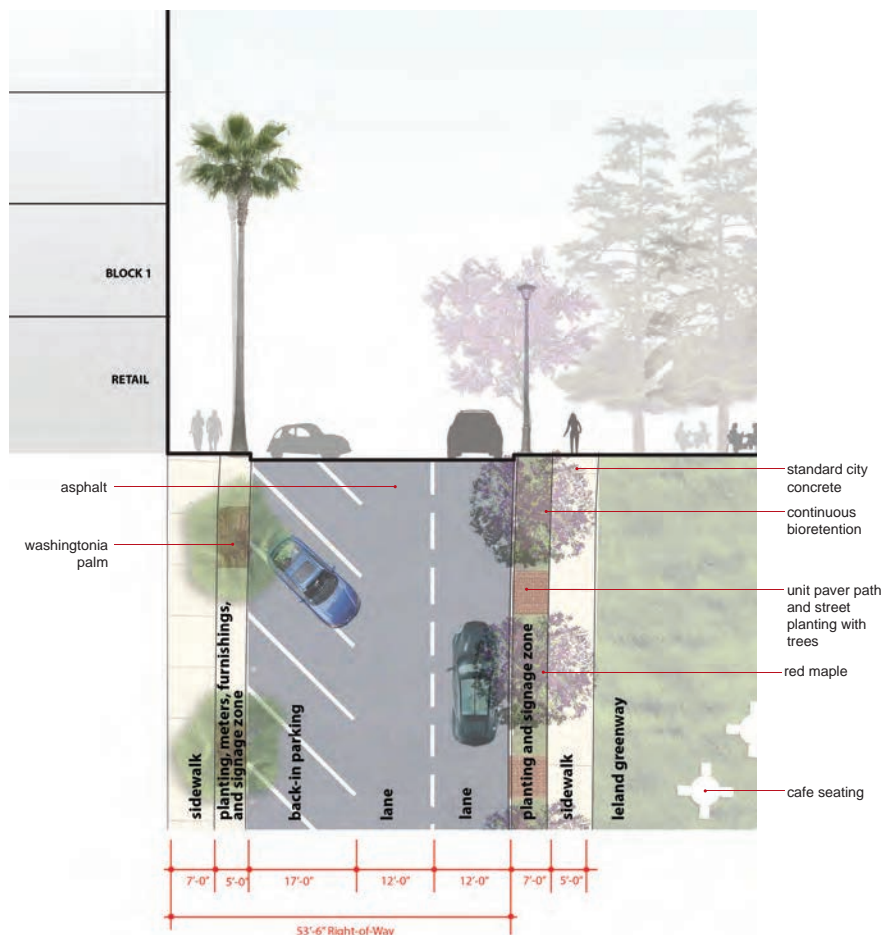 BLOCK 1
RETAIL
asphalt
washingtonia
palm
standard city
concrete
continuous
bioretention
unit paver path
and street
planting with
trees
red maple
cafe seating
sidewalk
planting, meters, furnishings,
and signage zone
back-in parking
lane
lane
planting and signage zone
sidewalk
leland greenway
7'-0"
5'-0"
17'-0"
12'-0"
12'-0"
7'-0"
5'-0"
53'-6" Right-of-Way